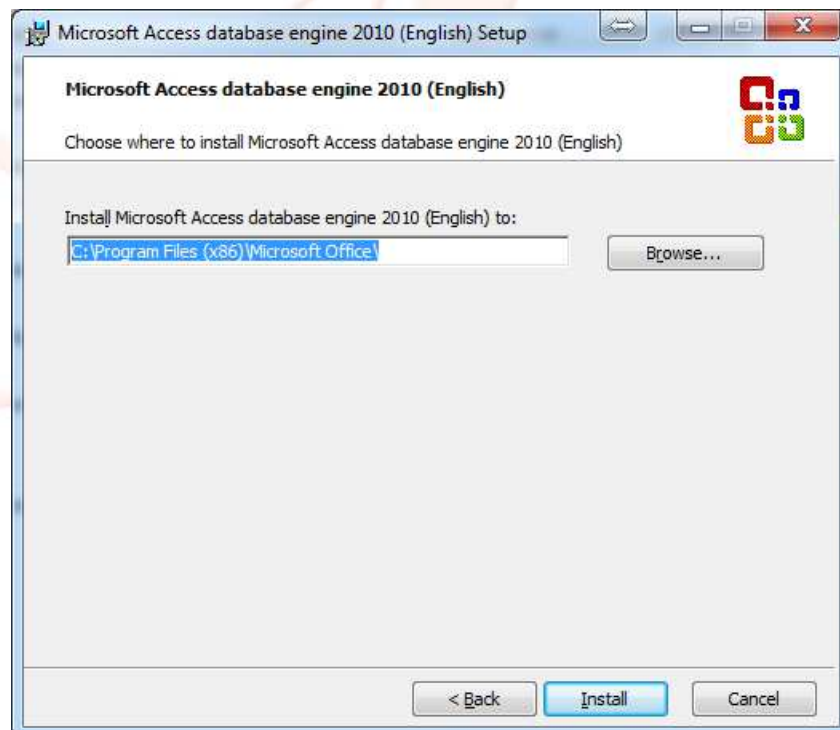 Microsoft Access database engine 2010 (English) Setup
Microsoft Access database engine 2010 (English)
Choose where to install Microsoft Access database engine 2010 (English)
Install Microsoft Access database engine 2010 (English) to:
C:\Program Files (x86)\Microsoft Office\
Browse...
< Back
Install
Cancel